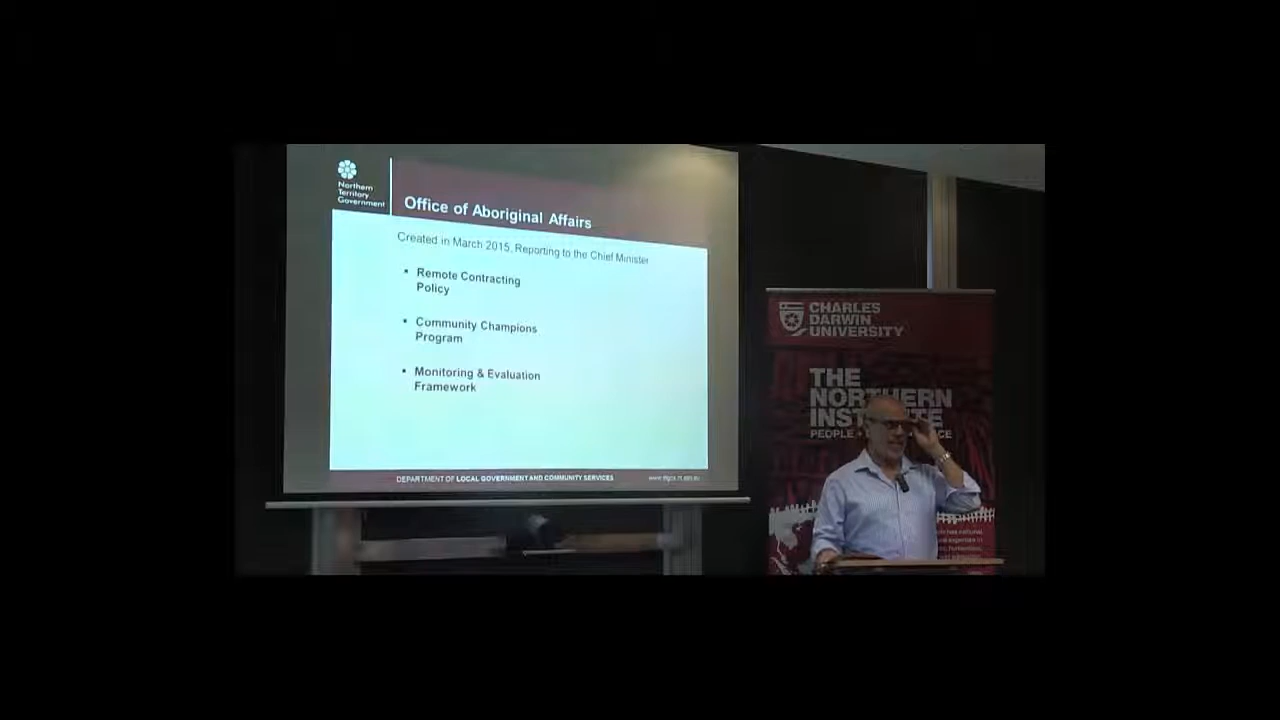 Northern
Territory
Government
Office of Aboriginal Affairs
Created in March 2015, Reporting to the Chief Minister
▪ Remote Contracting
Policy
▪ Community Champions
Program
▪ Monitoring & Evaluation
Framework
DEPARTMENT OF LOCAL GOVERNMENT AND COMMUNITY SERVICES
CHARLES
DARWIN
UNIVERSITY
THE
NORTHERN
INSTITUTE
PEOPLE •